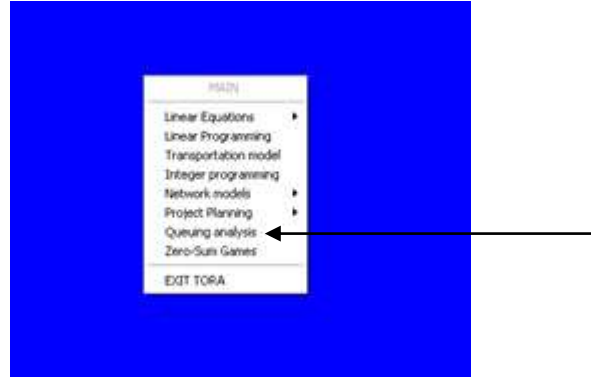 MAIN
Linear Equations
Linear Programming
Transportation model
Integer programming
Network models
Project Planning
Queuing analysis
Zero-Sum Games
EXIT TORA